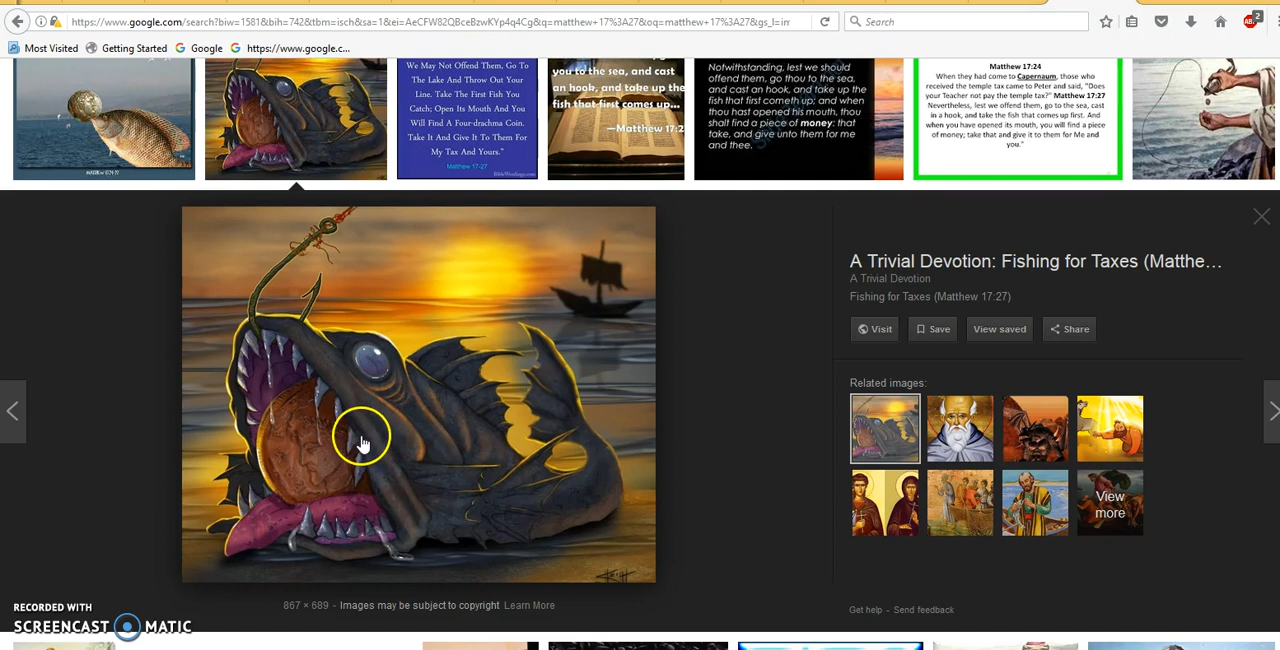 https://www.google.com/search?biw=1581&bih=742&tbm=isch&sa=1&ei=AeCFW82QBceBzwKYp4q4Cg&q=matthew+17%3A27&oq=matthew+17%3A27&gs_l=im
Search
2
Most Visited
Getting Started
Google
https://www.google.c...
MATTHEW 17:24-27
We May Not Offend Them, Go To
The Lake And Throw Out Your
Line. Take The First Fish You
Catch; Open Its Mouth And You
Will Find A Four-drachma Coin.
Take It And Give It To Them For
My Tax And Yours."
Matthew 17-27
you to the sea, and cast
an hook, and take up the
fish that first comes up...
—Matthew 17:2
Notwithstanding, lest we should
offend them, go thou to the sea,
and cast an hook, and take up the
fish that first cometh up; and when
thou hast opened his mouth, thou
shalt find a piece of money: that
take, and give unto them for me
and thee.
Matthew 17:24
When they had come to Capernaum, those who
received the temple tax came to Peter and said, "Does
your Teacher not pay the temple tax?" Matthew 17:27
Nevertheless, lest we offend them, go to the sea, cast
in a hook, and take the fish that comes up first. And
when you have opened its mouth, you will find a piece
of money; take that and give it to them for Me and
you."
A Trivial Devotion: Fishing for Taxes (Matthe...
A Trivial Devotion
Fishing for Taxes (Matthew 17:27)
Visit
Save
View saved
Share
Related images:
View
more
867 × 689 - Images may be subject to copyright Learn More
Get help - Send feedback
RECORDED WITH
SCREENCAST MATIC